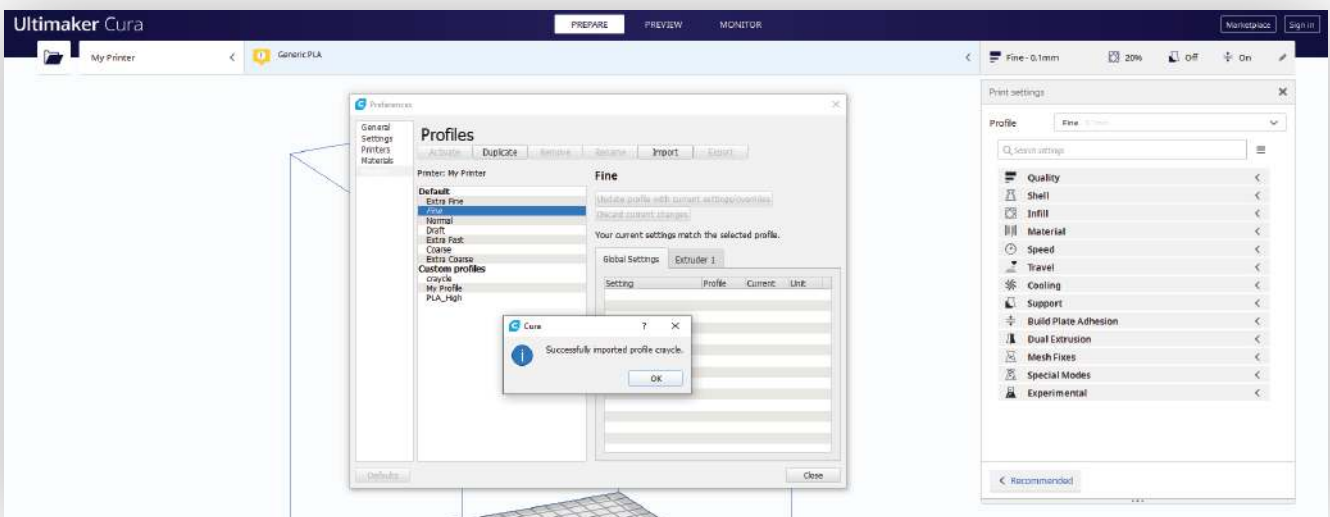 Ultimaker Cura
PREPARE PREVIEW MONITOR
Marketplace Sign in
My Printer
Generic PLA
Fine - 0.1mm 20% Off On
Print settings
Profile Fine 0.1mm
Search settings
Quality
Shell
Infill
Material
Speed
Travel
Cooling
Support
Build Plate Adhesion
Dual Extrusion
Mesh Fixes
Special Modes
Experimental
Recommended
Preferences
General
Settings
Printers
Materials
Profiles
Activate Duplicate Remove Rename Import Export
Printer: My Printer
Default
Extra Fine
Fine
Normal
Draft
Extra Fast
Coarse
Extra Coarse
Custom profiles
craycle
My Profile
PLA_High
Fine
Update profile with current settings/overrides
Discard current changes
Your current settings match the selected profile.
Global Settings Extruder 1
Setting Profile Current Unit
Cura ?
Successfully imported profile craycle.
OK
Defaults Close